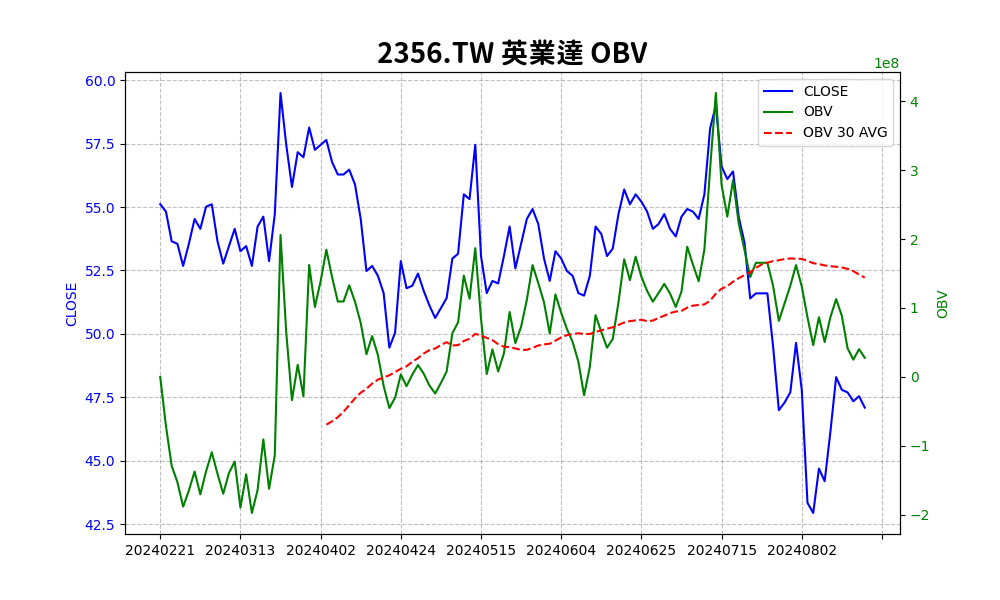 2356.TW 英業達 OBV
1e8
60.0
57.5
55.0
52.5
50.0
47.5
45.0
42.5
CLOSE
CLOSE
OBV
OBV 30 AVG
4
3
2
1
0
−1
−2
OBV
20240221 20240313 20240402 20240424 20240515 20240604 20240625 20240715 20240802